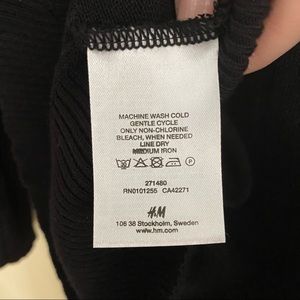 MACHINE WASH COLD
GENTLE CYCLE
ONLY NON-CHLORINE
BLEACH, WHEN NEEDED
LINE DRY
MEDIUM IRON
271480
RN0101255 CA42271
H&M
106 38 Stockholm, Sweden
www.hm.com